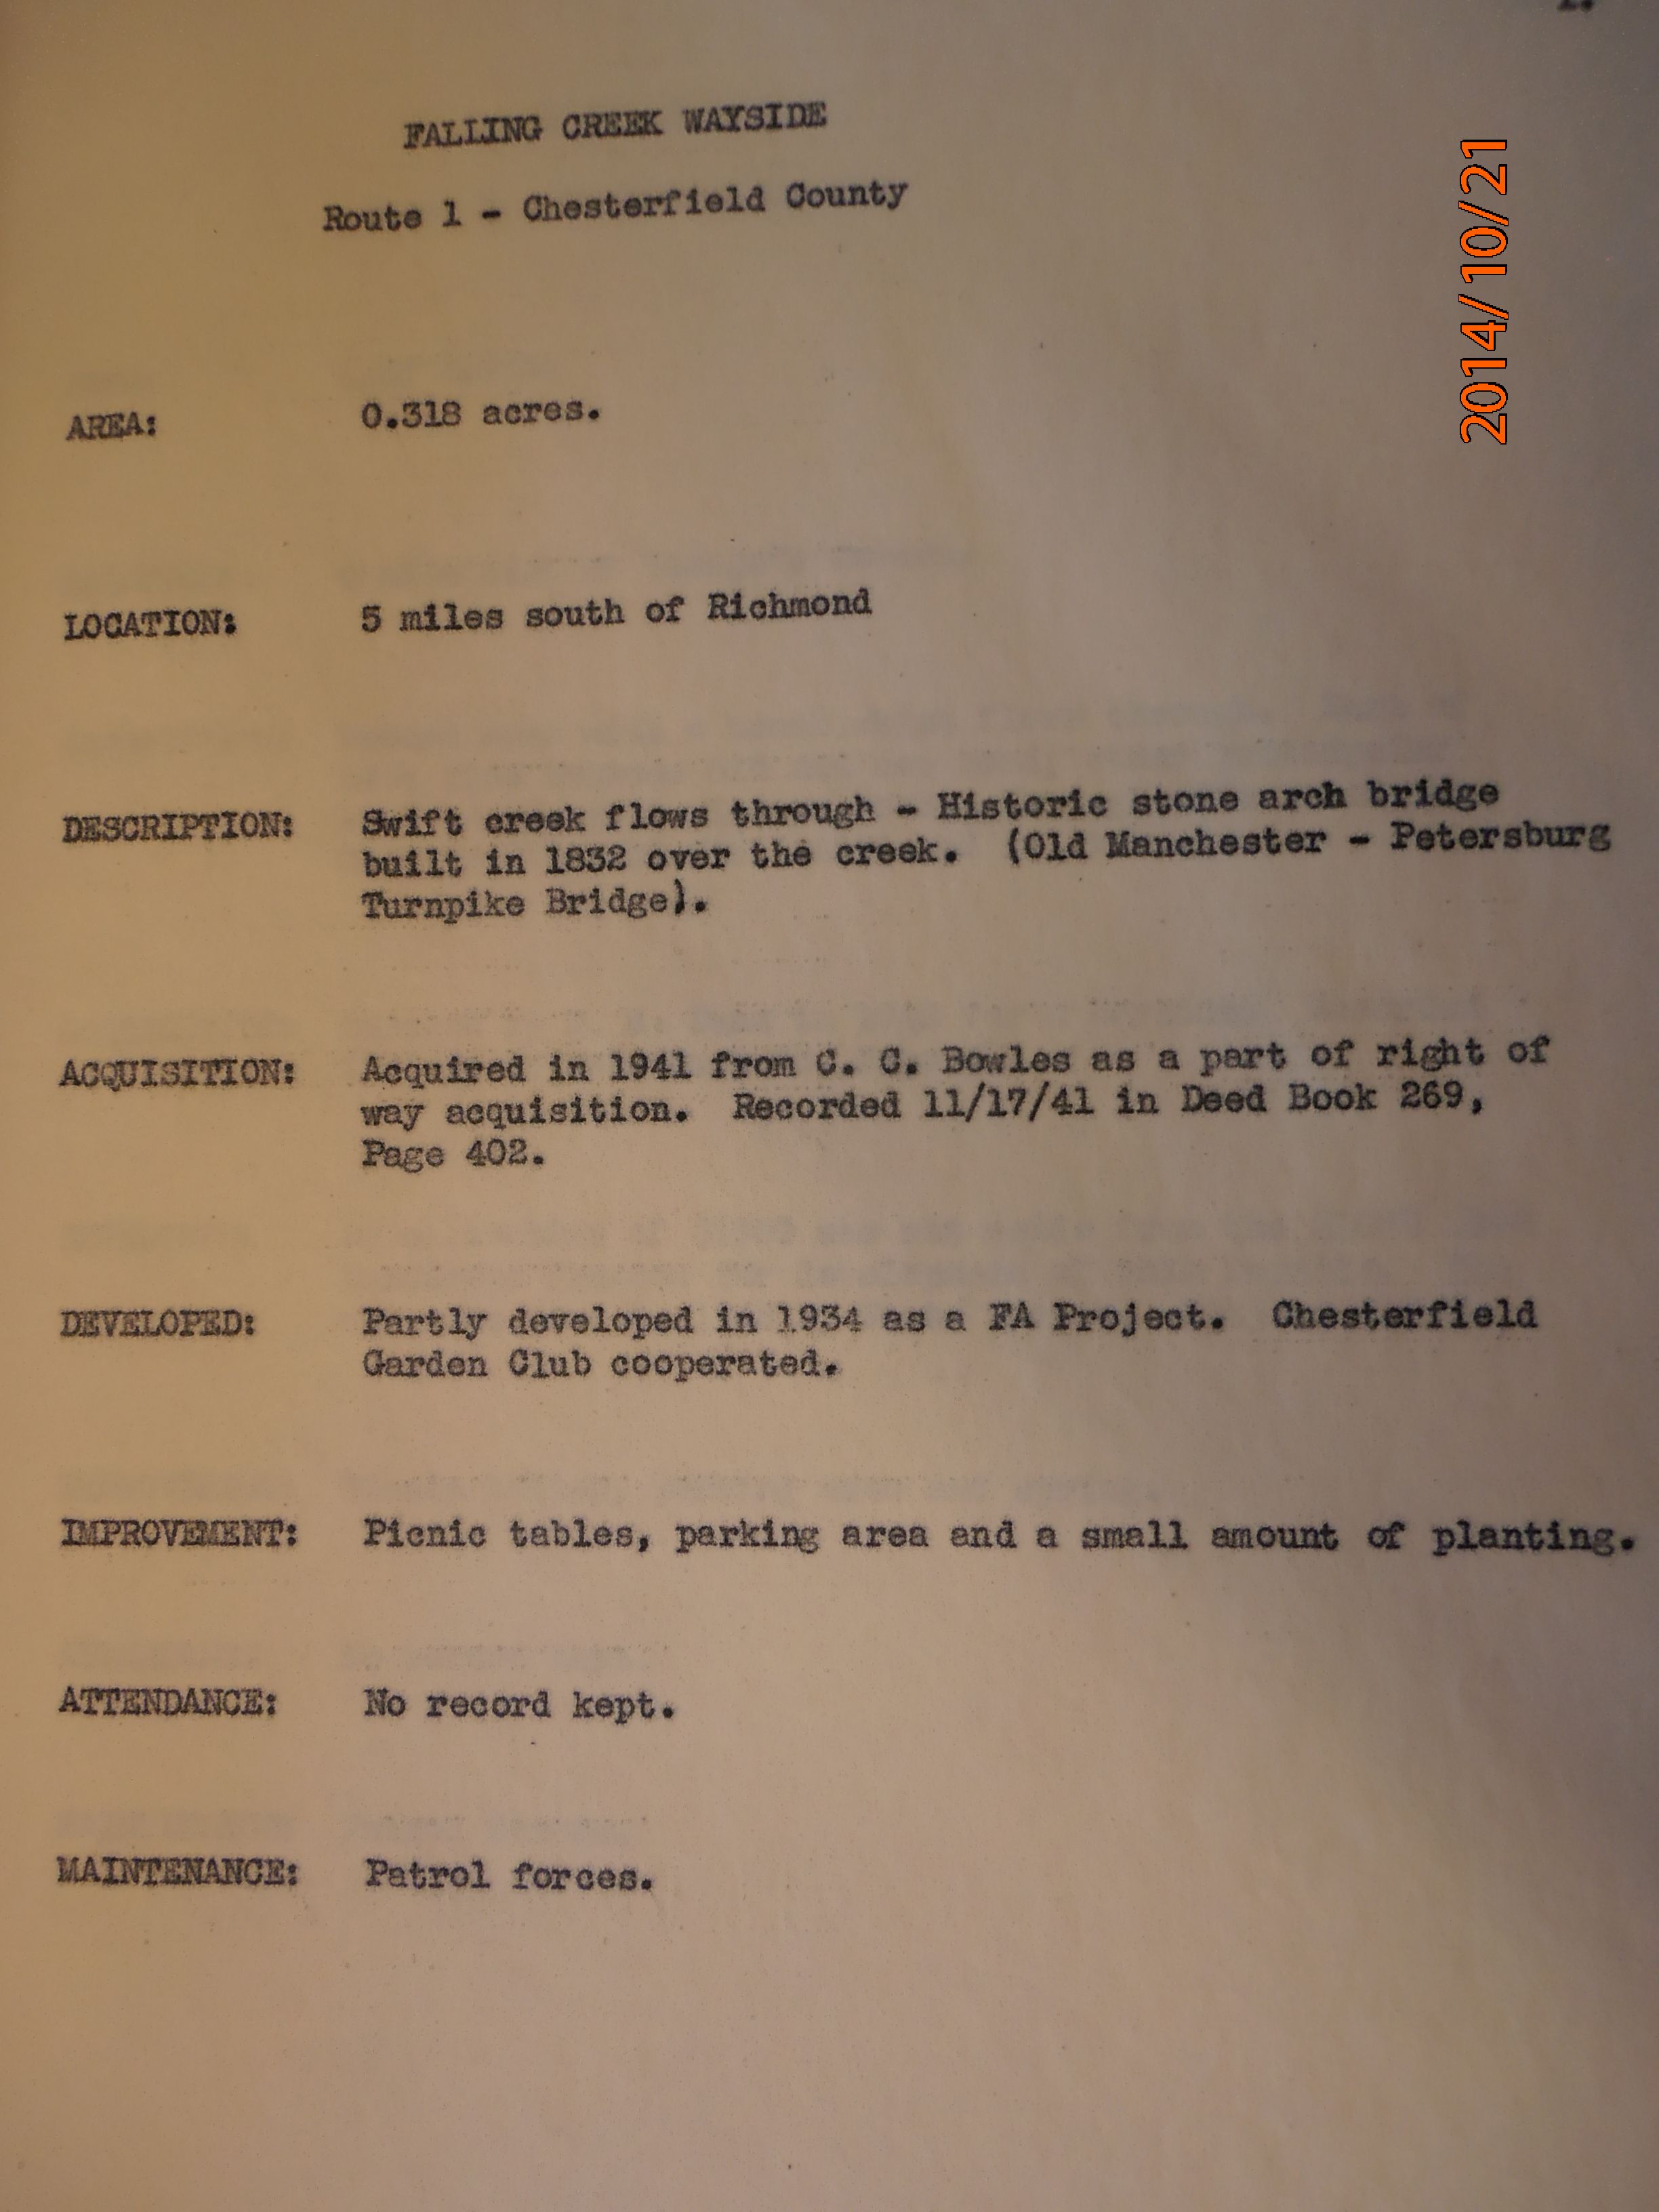 FALLING CREEK WAYSIDE
Route 1 - Chesterfield County
2014/10/21
AREA: 0.318 acres.
LOCATION: 5 miles south of Richmond
DESCRIPTION: Swift creek flows through - Historic stone arch bridge
built in 1832 over the creek. (Old Manchester - Petersburg
Turnpike Bridge).
ACQUISITION: Acquired in 1941 from C. C. Bowles as a part of right of
way acquisition. Recorded 11/17/41 in Deed Book 269,
Page 402.
DEVELOPED: Partly developed in 1934 as a FA Project. Chesterfield
Garden Club cooperated.
IMPROVEMENT: Picnic tables, parking area and a small amount of planting.
ATTENDANCE: No record kept.
MAINTENANCE: Patrol forces.